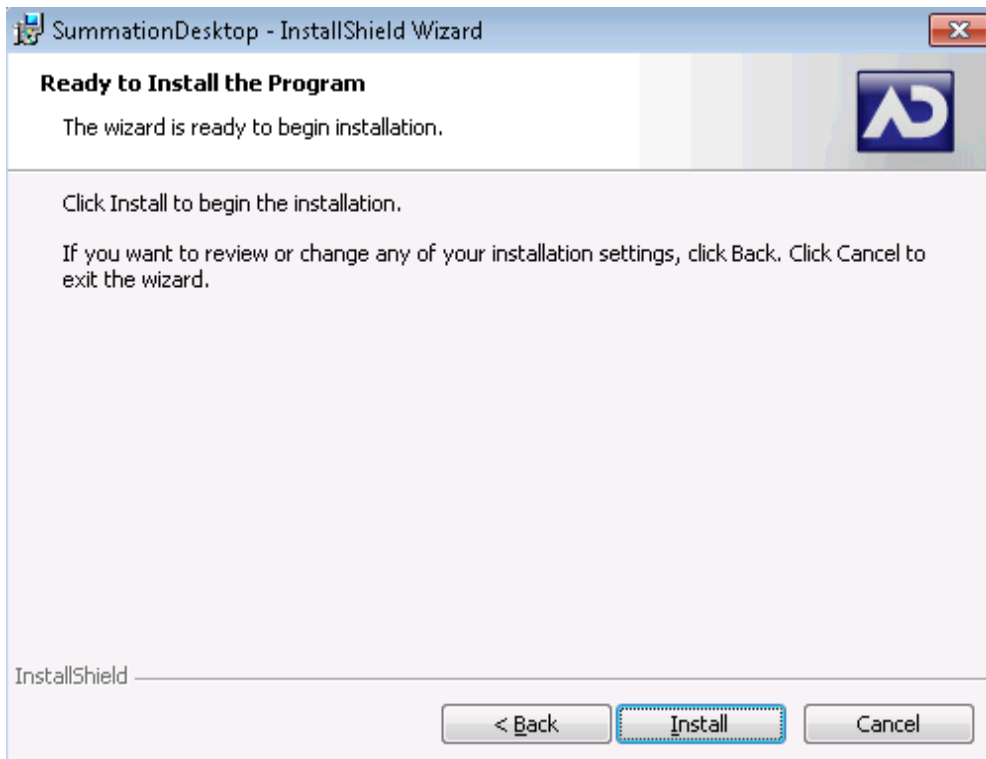 SummationDesktop - InstallShield Wizard
Ready to Install the Program
The wizard is ready to begin installation.
Click Install to begin the installation.
If you want to review or change any of your installation settings, click Back. Click Cancel to
exit the wizard.
InstallShield
< Back
Install
Cancel